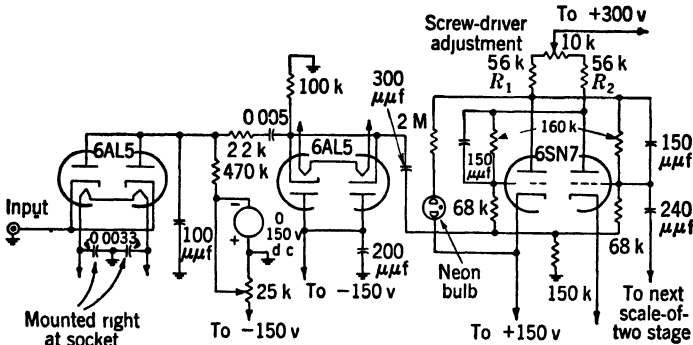 To +300 v
Screw-driver
adjustment
10 k
56 k
R1
56 k
R2
100 k
300
μμf
2 M
0 005
6AL5
6AL5
2 2 k
470 k
160 k
6SN7
150
μμf
150
μμf
Input
0 0033
100
μμf
−
+
0
150 v
d c
200
μμf
68 k
68 k
240
μμf
Neon
bulb
25 k
To −150 v
150 k
Mounted right
at socket
To −150 v
To +150 v
To next
scale-of-
two stage